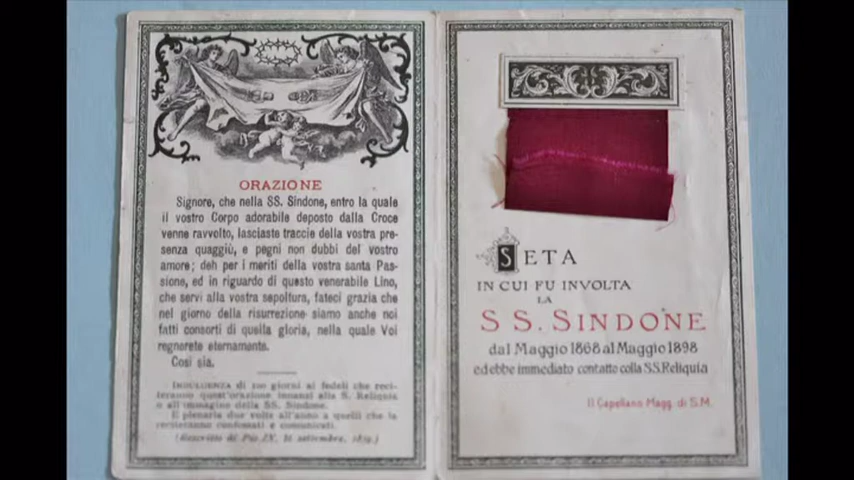 ORAZIONE
Signore, che nella SS. Sindone, entro la quale
il vostro Corpo adorabile deposto dalla Croce
venne ravvolto, lasciaste traccie della vostra pre-
senza quaggiù, e pegni non dubbi del vostro
amore; deh per i meriti della vostra santa Pas-
sione, ed in riguardo di questo venerabile Lino,
che servì alla vostra sepoltura, fateci grazia che
nel giorno della risurrezione siamo anche noi
fatti consorti di quella gloria, nella quale Voi
regnerete eternamente.
Così sia.
INDULGENZA di 100 giorni ai fedeli che reci-
teranno quest'orazione innanzi alla S. Reliquia
o all'immagine della SS. Sindone.
E plenaria due volte all'anno a quelli che la
reciteranno confessati e comunicati.
(Rescritto di Pio IX,
SETA
IN CUI FU INVOLTA
LA
SS. SINDONE
dal Maggio 1868 al Maggio 1898
ed ebbe immediato contatto colla S.S. Reliquia
Il Capellano Magg. di S.M.